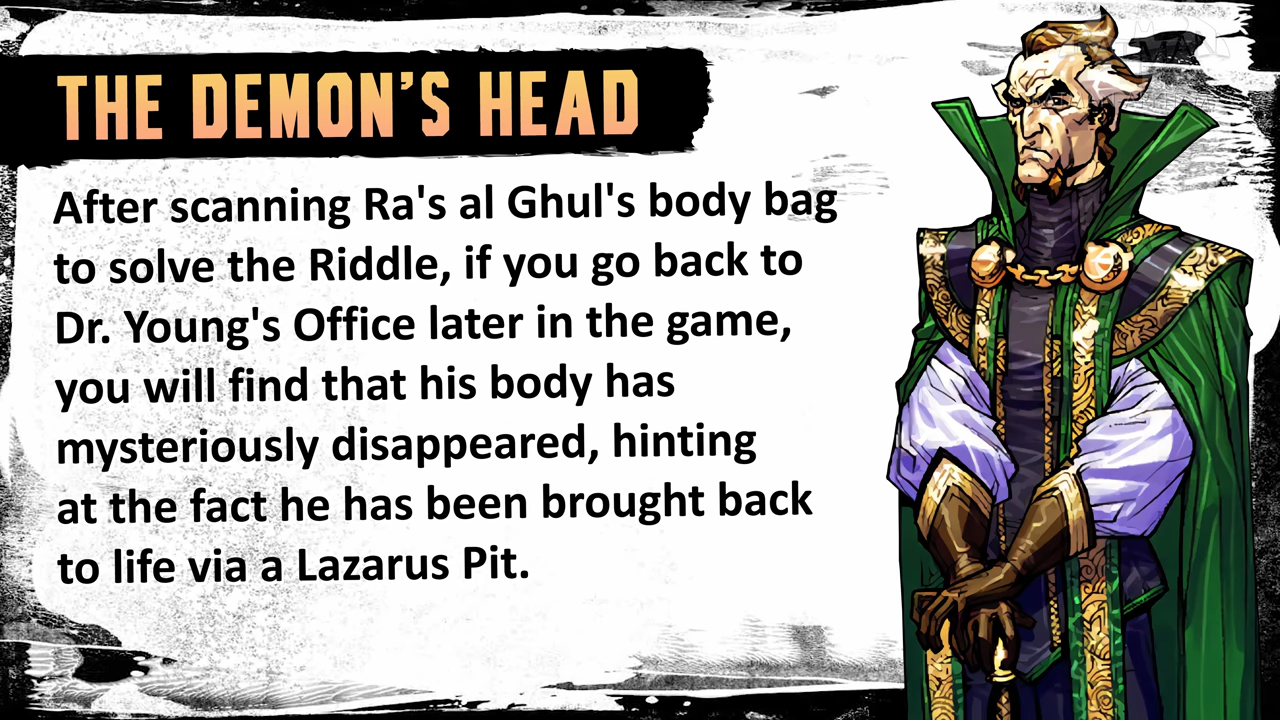 THE DEMON'S HEAD
After scanning Ra's al Ghul's body bag
to solve the Riddle, if you go back to
Dr. Young's Office later in the game,
you will find that his body has
mysteriously disappeared, hinting
at the fact he has been brought back
to life via a Lazarus Pit.